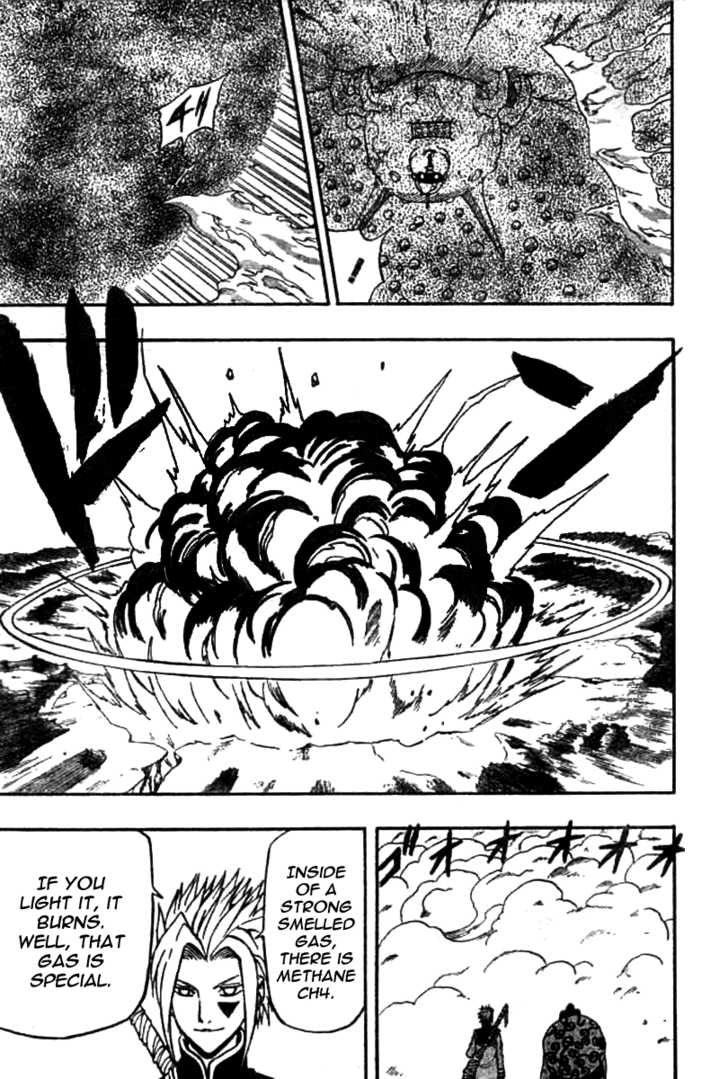 チリ
ドン
ゴオオオオオ
INSIDE
OF A
STRONG
SMELLED
GAS,
THERE IS
METHANE
CH4.
IF YOU
LIGHT IT, IT
BURNS.
WELL, THAT
GAS IS
SPECIAL.